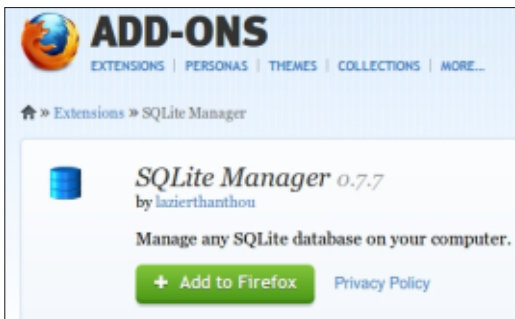 ADD-ONS
EXTENSIONS | PERSONAS | THEMES | COLLECTIONS | MORE...
» Extensions » SQLite Manager
SQLite Manager 0.7.7
by lazierthanthou
Manage any SQLite database on your computer.
+ Add to Firefox Privacy Policy